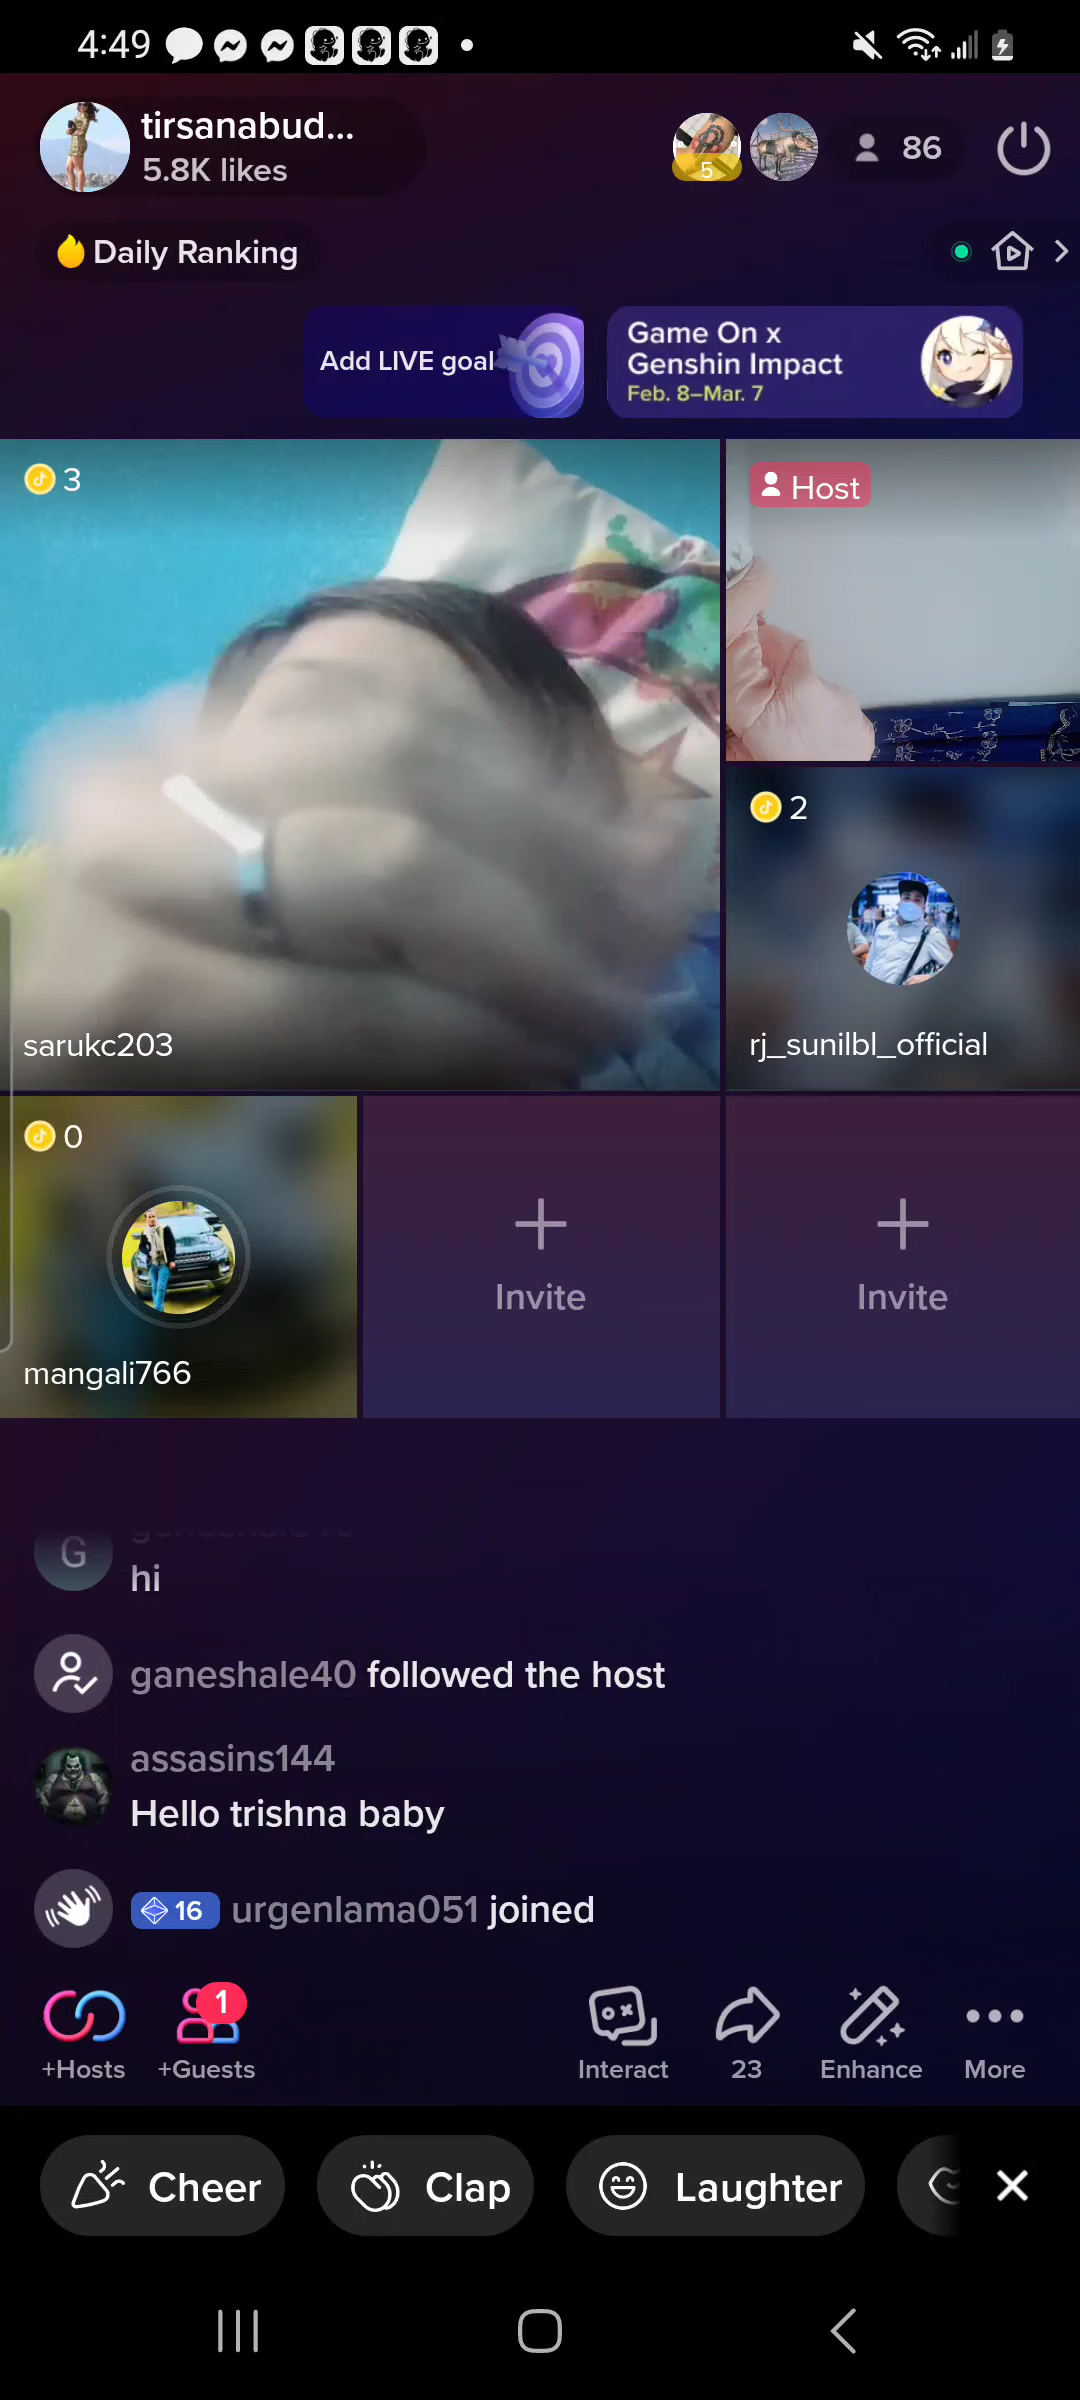 4:49
tirsanabud...
5.8K likes
5
86
Daily Ranking
Add LIVE goal
Game On x
Genshin Impact
Feb. 8–Mar. 7
3
Host
2
sarukc203
rj_sunilbl_official
0
Invite
Invite
mangali766
G
hi
ganeshale40 followed the host
assasins144
Hello trishna baby
16 urgenlama051 joined
1
+Hosts
+Guests
Interact
23
Enhance
More
Cheer
Clap
Laughter